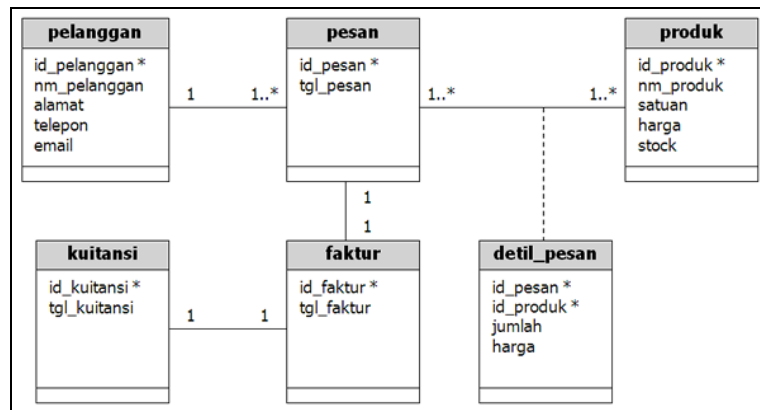 pelanggan
id_pelanggan *
nm_pelanggan
alamat
telepon
email
1
1..*
pesan
id_pesan *
tgl_pesan
1..*
1..*
produk
id_produk *
nm_produk
satuan
harga
stock
1
1
kuitansi
id_kuitansi *
tgl_kuitansi
1
1
faktur
id_faktur *
tgl_faktur
detil_pesan
id_pesan *
id_produk *
jumlah
harga